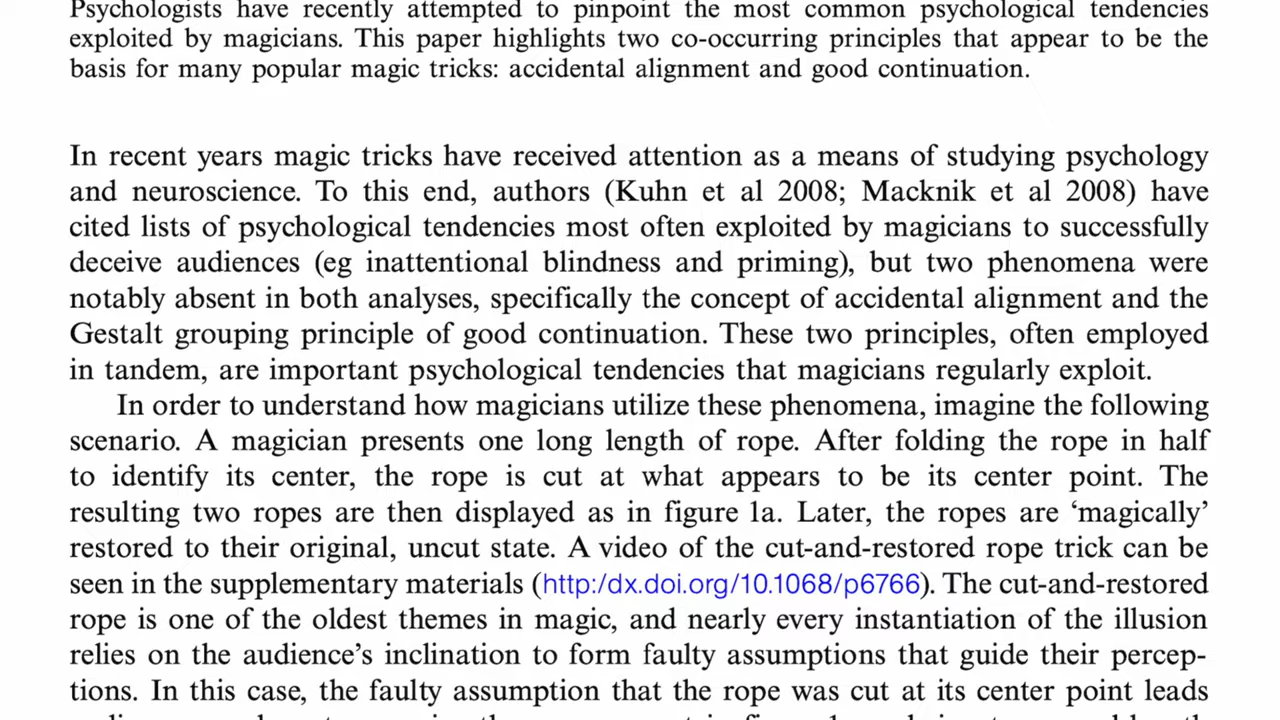 Psychologists have recently attempted to pinpoint the most common psychological tendencies
exploited by magicians. This paper highlights two co-occurring principles that appear to be the
basis for many popular magic tricks: accidental alignment and good continuation.
In recent years magic tricks have received attention as a means of studying psychology
and neuroscience. To this end, authors (Kuhn et al 2008; Macknik et al 2008) have
cited lists of psychological tendencies most often exploited by magicians to successfully
deceive audiences (eg inattentional blindness and priming), but two phenomena were
notably absent in both analyses, specifically the concept of accidental alignment and the
Gestalt grouping principle of good continuation. These two principles, often employed
in tandem, are important psychological tendencies that magicians regularly exploit.
In order to understand how magicians utilize these phenomena, imagine the following
scenario. A magician presents one long length of rope. After folding the rope in half
to identify its center, the rope is cut at what appears to be its center point. The
resulting two ropes are then displayed as in figure 1a. Later, the ropes are ‘magically’
restored to their original, uncut state. A video of the cut-and-restored rope trick can be
seen in the supplementary materials (http:/dx.doi.org/10.1068/p6766). The cut-and-restored
rope is one of the oldest themes in magic, and nearly every instantiation of the illusion
relies on the audience’s inclination to form faulty assumptions that guide their percep-
tions. In this case, the faulty assumption that the rope was cut at its center point leads